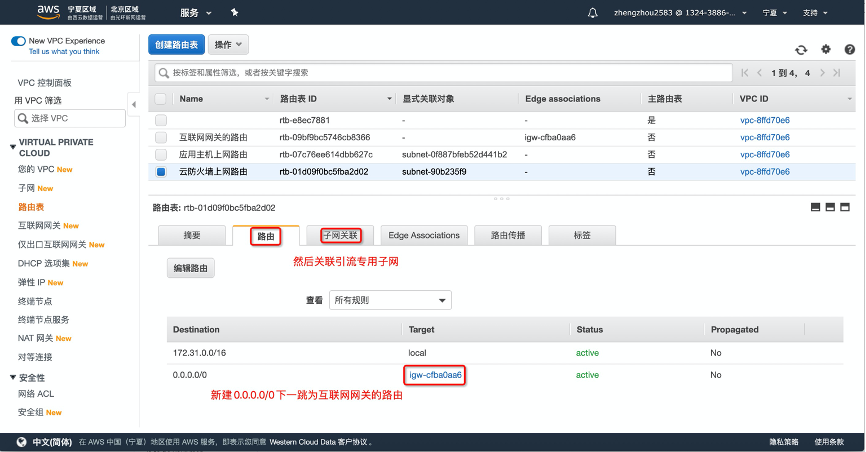 aws 宁夏区域 北京区域 服务 zhengzhou2583 @ 1324-3886-... 宁夏 支持
由西云数据运营 由光环新网运营
New VPC Experience
Tell us what you think
VPC 控制面板
用 VPC 筛选
选择 VPC
VIRTUAL PRIVATE
CLOUD
您的 VPC New
子网 New
路由表
互联网网关 New
仅出口互联网网关 New
DHCP 选项集 New
弹性 IP New
终端节点
终端节点服务
NAT 网关 New
对等连接
安全性
网络 ACL
安全组 New
创建路由表 操作
按标签和属性筛选，或者按关键字搜索 1 到 4， 4
Name 路由表 ID 显式关联对象 Edge associations 主路由表 VPC ID
rtb-e8ec7881 - - 是 vpc-8ffd70e6
互联网网关的路由 rtb-09bf9bc5746cb8366 - igw-cfba0aa6 否 vpc-8ffd70e6
应用主机上网路由 rtb-07c76ee614dbb627c subnet-0f887bfeb52d441b2 - 否 vpc-8ffd70e6
云防火墙上网路由 rtb-01d09f0bc5fba2d02 subnet-90b235f9 - 否 vpc-8ffd70e6
路由表: rtb-01d09f0bc5fba2d02
摘要 路由 子网关联 Edge Associations 路由传播 标签
然后关联引流专用子网
编辑路由
查看 所有规则
Destination Target Status Propagated
172.31.0.0/16 local active No
0.0.0.0/0 igw-cfba0aa6 active No
新建 0.0.0.0/0 下一跳为互联网网关的路由
中文(简体) 在 AWS 中国（宁夏）地区使用 AWS 服务，即表示您同意 Western Cloud Data 客户协议 。 隐私策略 使用条款